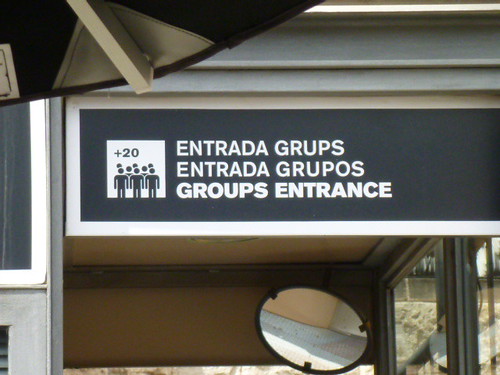 +20
ENTRADA GRUPS
ENTRADA GRUPOS
GROUPS ENTRANCE